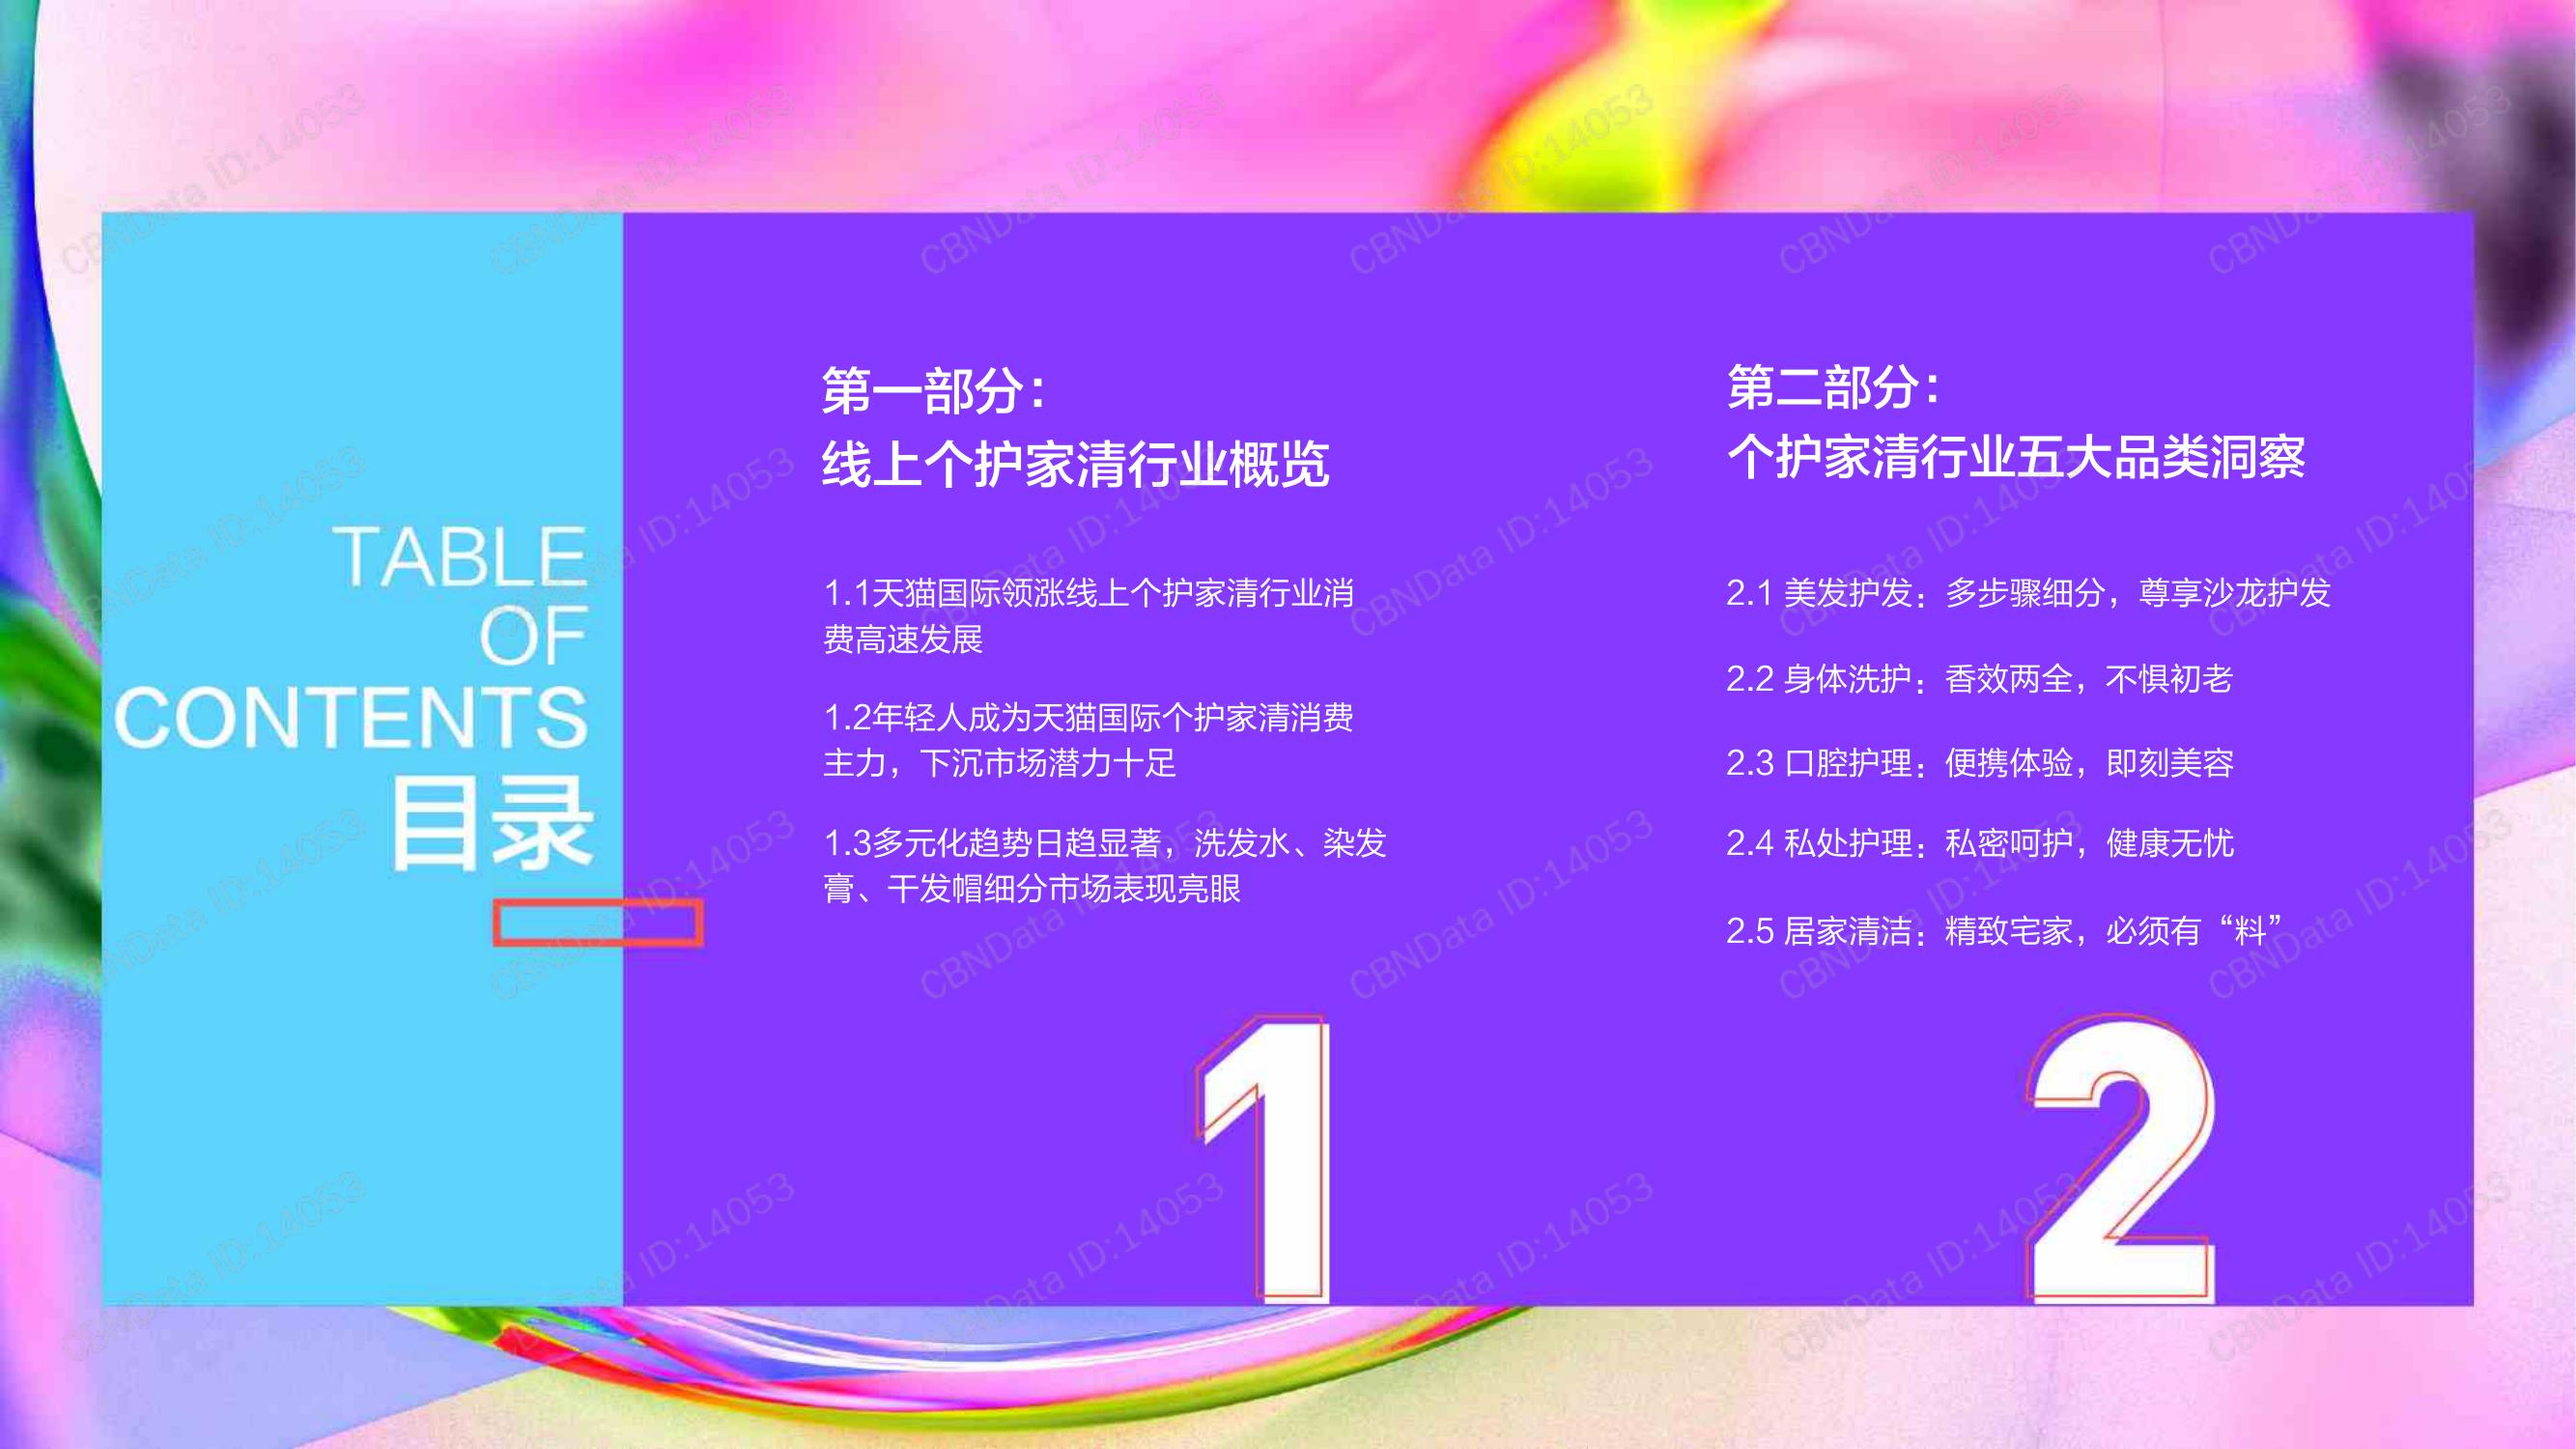 TABLE
OF
CONTENTS
目录
第一部分：
线上个护家清行业概览
1.1天猫国际领涨线上个护家清行业消
费高速发展
1.2年轻人成为天猫国际个护家清消费
主力，下沉市场潜力十足
1.3多元化趋势日趋显著，洗发水、染发
膏、干发帽细分市场表现亮眼
1
第二部分：
个护家清行业五大品类洞察
2.1 美发护发：多步骤细分，尊享沙龙护发
2.2 身体洗护：香效两全，不惧初老
2.3 口腔护理：便携体验，即刻美容
2.4 私处护理：私密呵护，健康无忧
2.5 居家清洁：精致宅家，必须有“料”
2
CBNData ID:14053